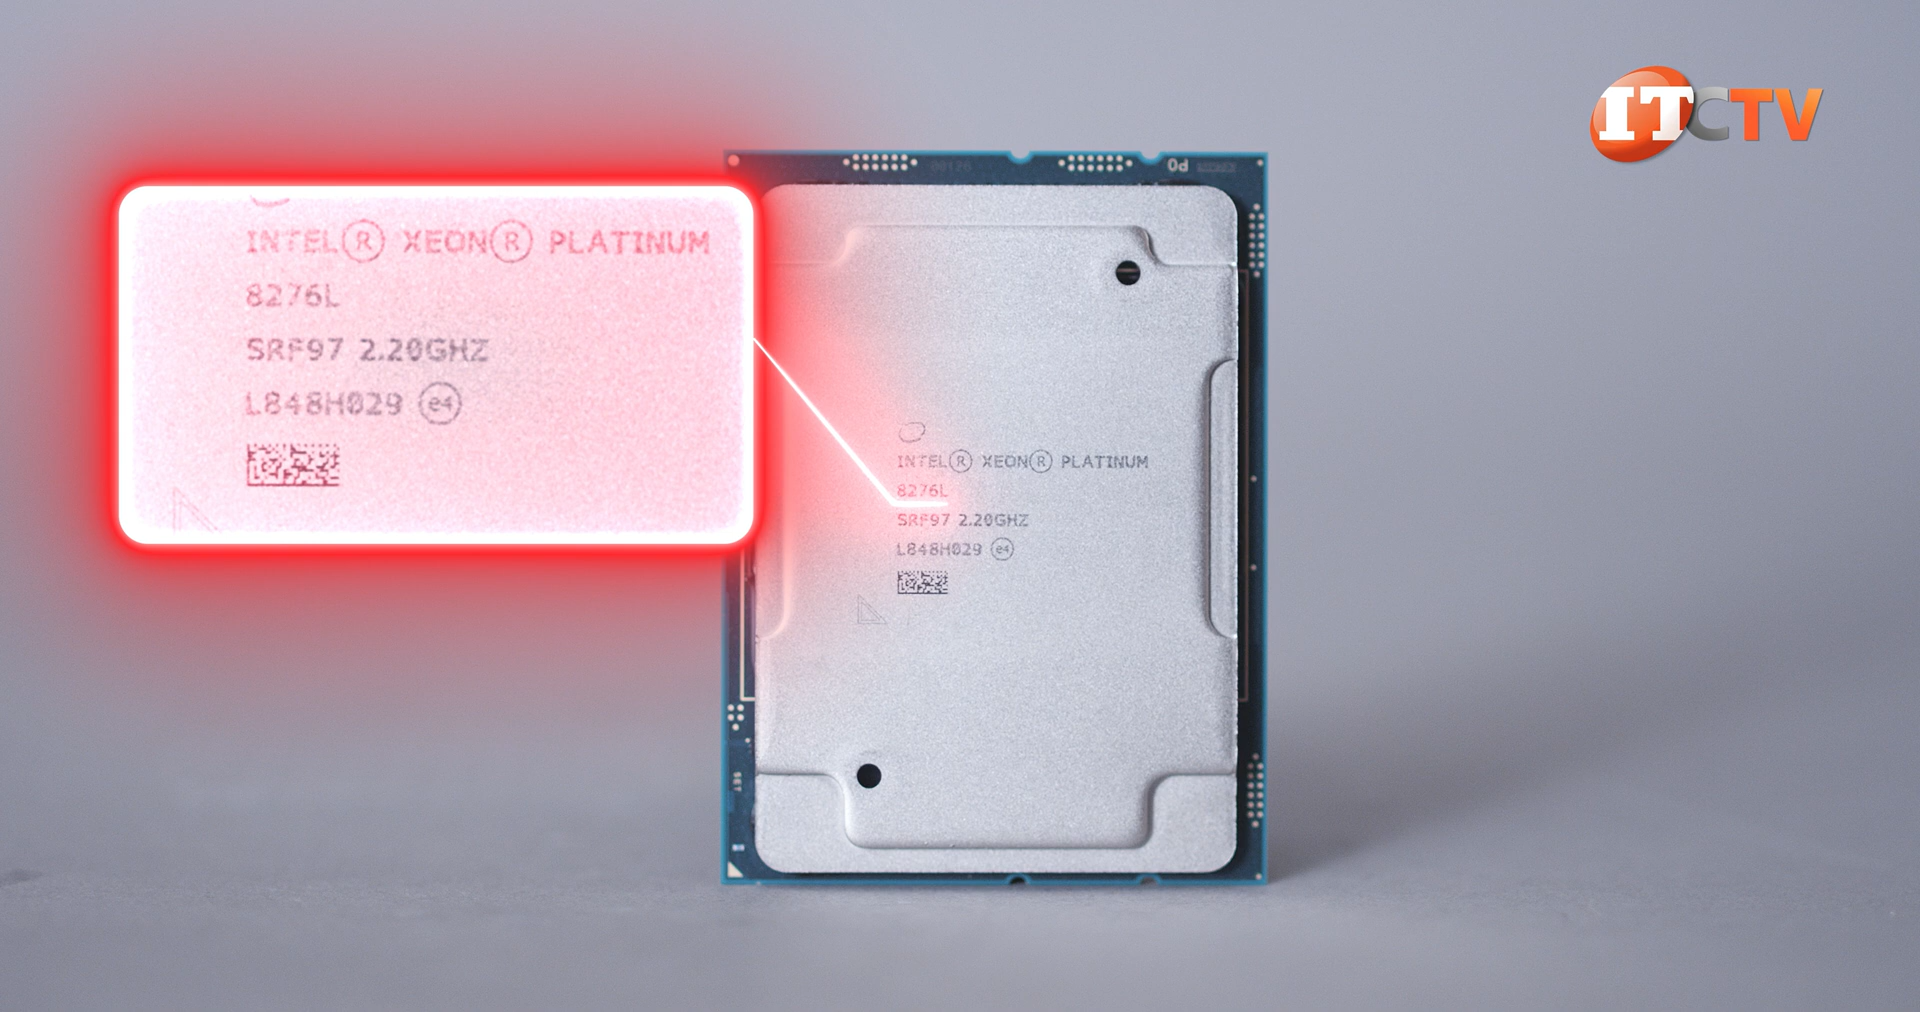 ITCTV
INTEL® XEON® PLATINUM
8276L
SRF97 2.20GHZ
L848H029 e4
INTEL® XEON® PLATINUM
8276L
SRF97 2.20GHZ
L848H029 e4